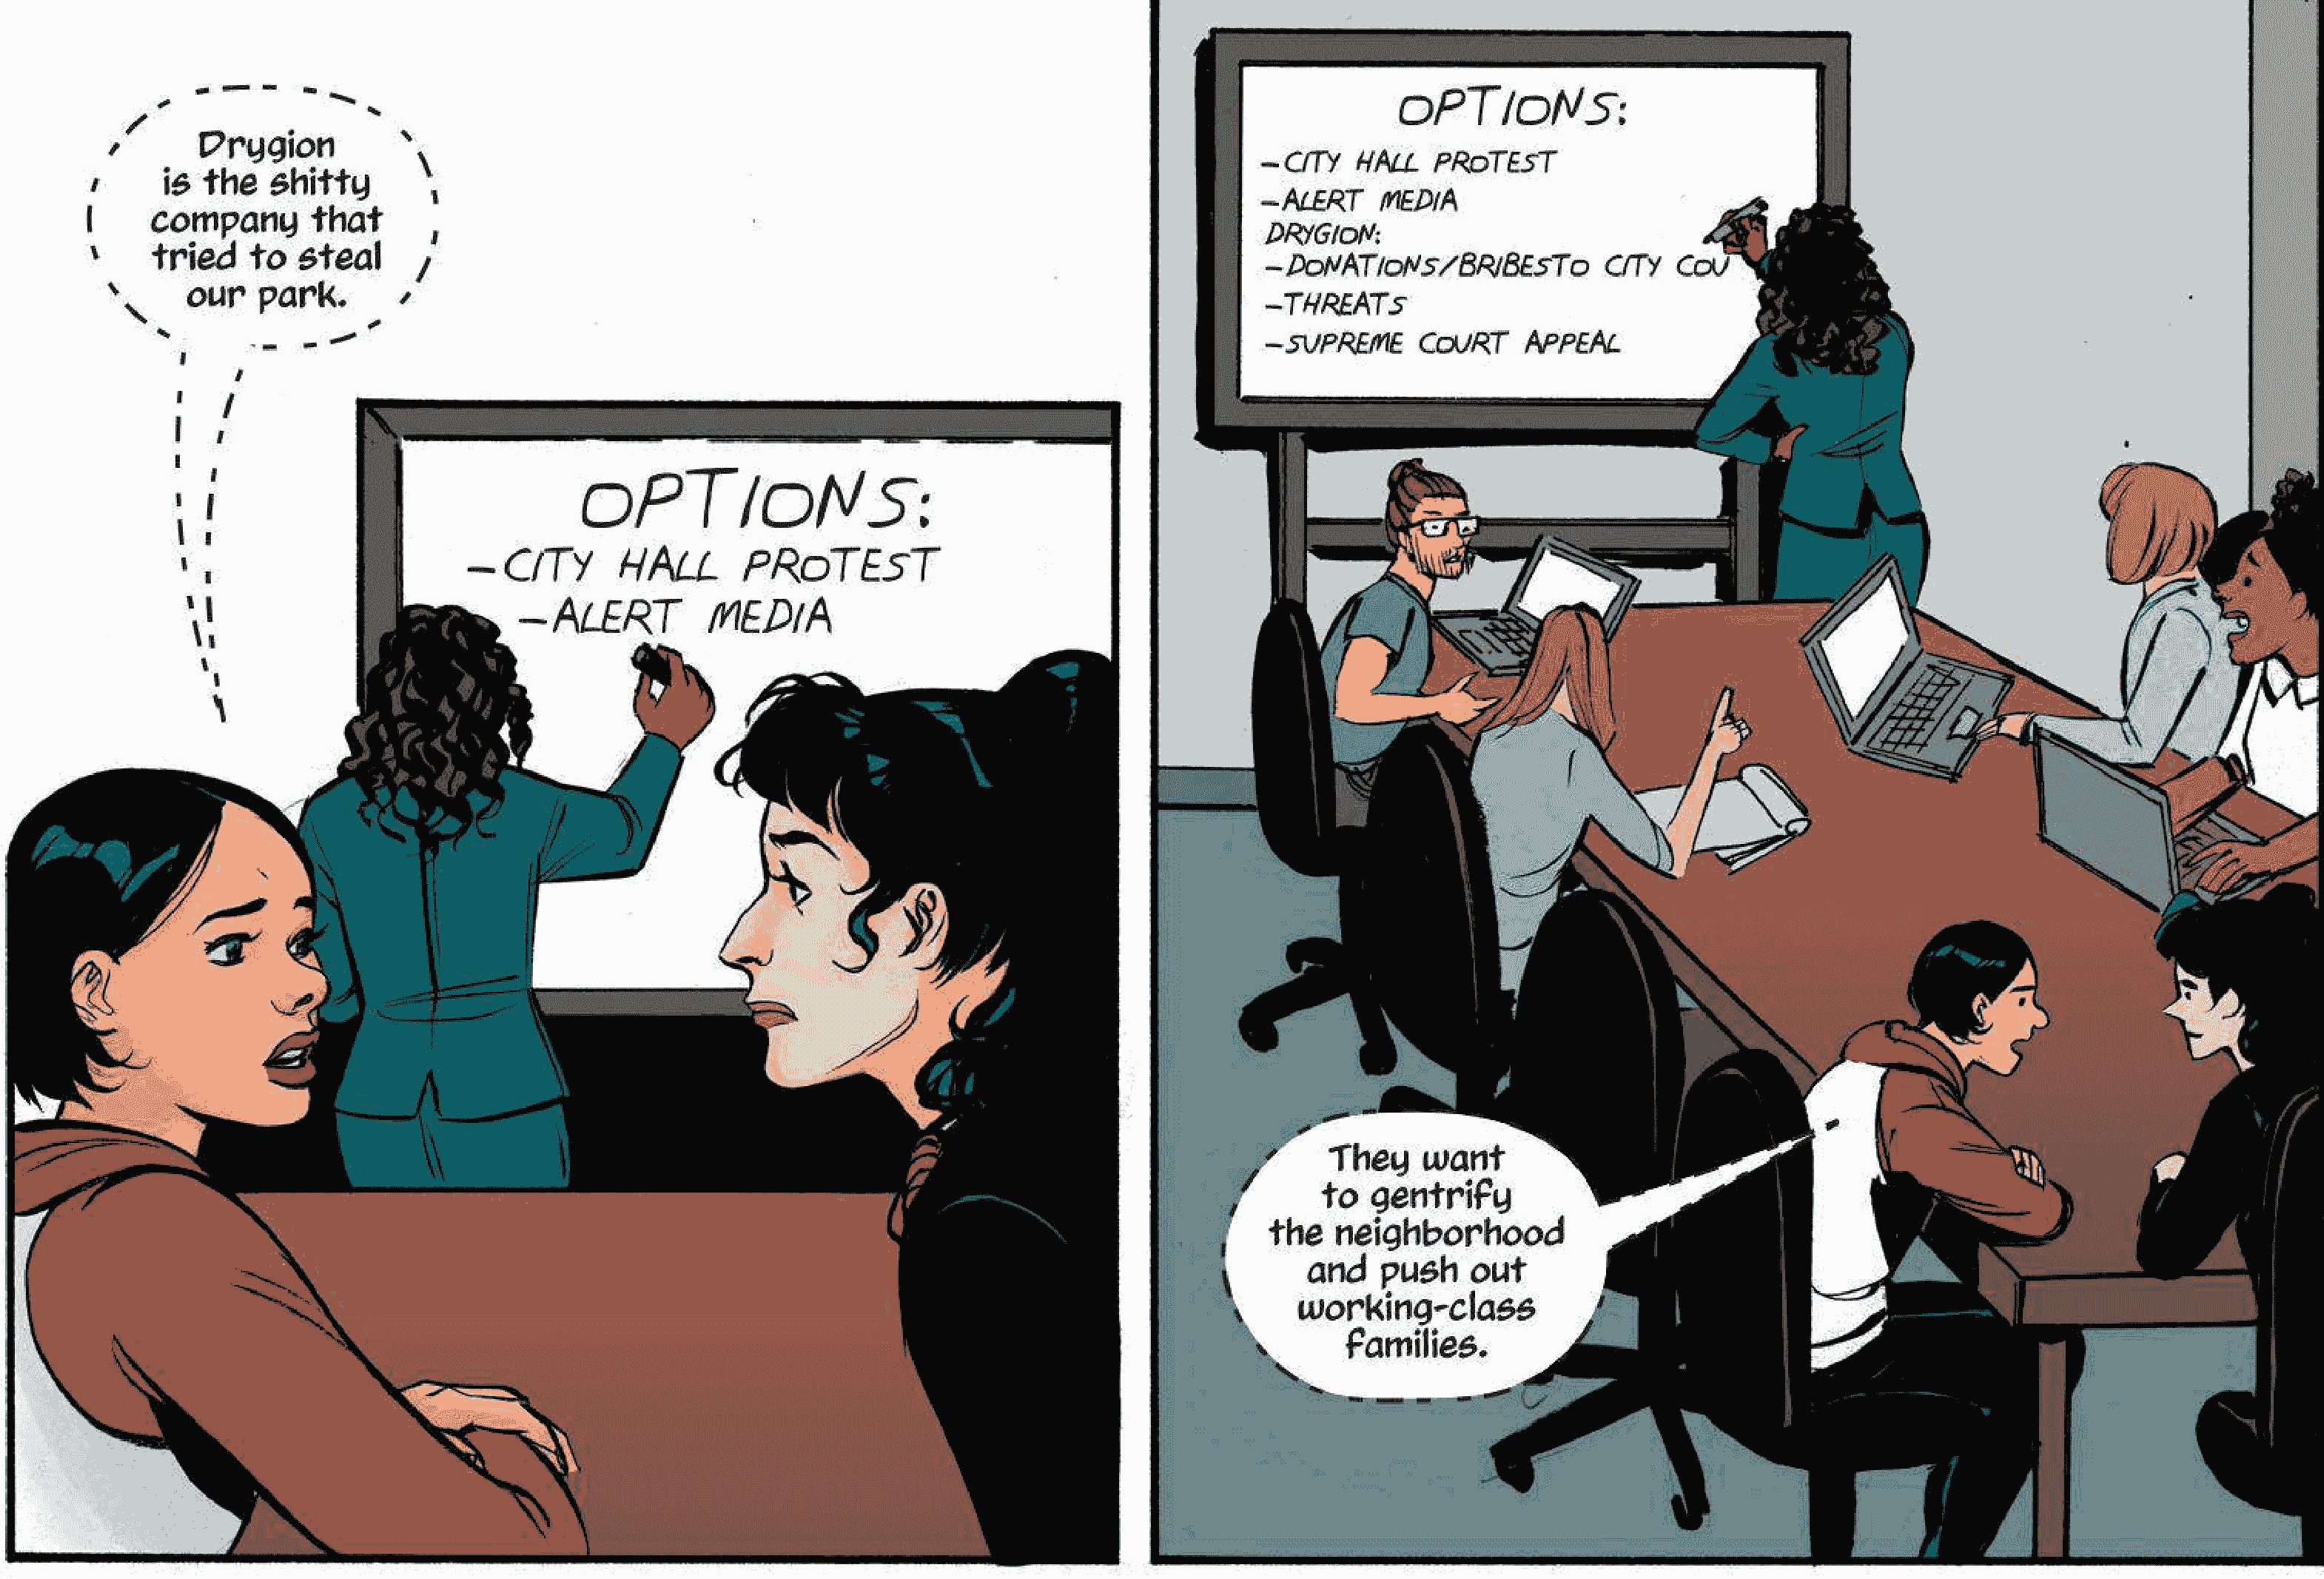 Drygion
is the shitty
company that
tried to steal
our park.
OPTIONS:
-CITY HALL PROTEST
-ALERT MEDIA
OPTIONS:
-CITY HALL PROTEST
-ALERT MEDIA
DRYGION:
-DONATIONS/BRIBESTO CITY COU
-THREATS
-SUPREME COURT APPEAL
They want
to gentrify
the neighborhood
and push out
working-class
families.